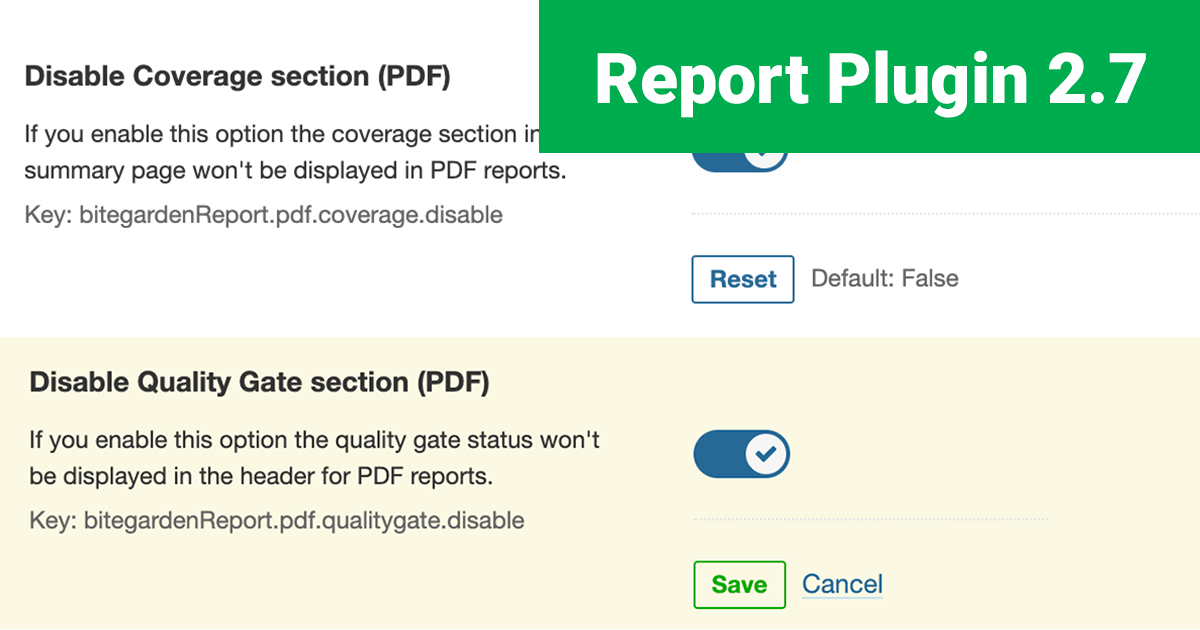 Report Plugin 2.7
Disable Coverage section (PDF)
If you enable this option the coverage section in
summary page won't be displayed in PDF reports.
Key: bitegardenReport.pdf.coverage.disable
Reset
Default: False
Disable Quality Gate section (PDF)
If you enable this option the quality gate status won't
be displayed in the header for PDF reports.
Key: bitegardenReport.pdf.qualitygate.disable
Save
Cancel